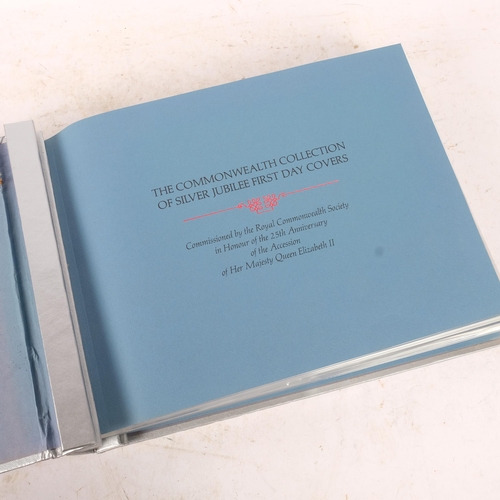 THE COMMONWEALTH COLLECTION
OF SILVER JUBILEE FIRST DAY COVERS
Commissioned by the Royal Commonwealth Society
in Honour of the 25th Anniversary
of the Accession
of Her Majesty Queen Elizabeth II